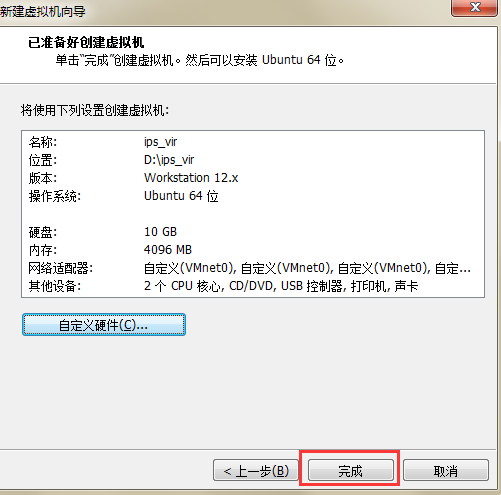 新建虚拟机向导
已准备好创建虚拟机
单击“完成”创建虚拟机。然后可以安装 Ubuntu 64 位。
将使用下列设置创建虚拟机:
名称: ips_vir
位置: D:\ips_vir
版本: Workstation 12.x
操作系统: Ubuntu 64 位
硬盘: 10 GB
内存: 4096 MB
网络适配器: 自定义(VMnet0), 自定义(VMnet0), 自定义(VMnet0), 自定...
其他设备: 2 个 CPU 核心, CD/DVD, USB 控制器, 打印机, 声卡
自定义硬件(C)...
< 上一步(B) 完成 取消